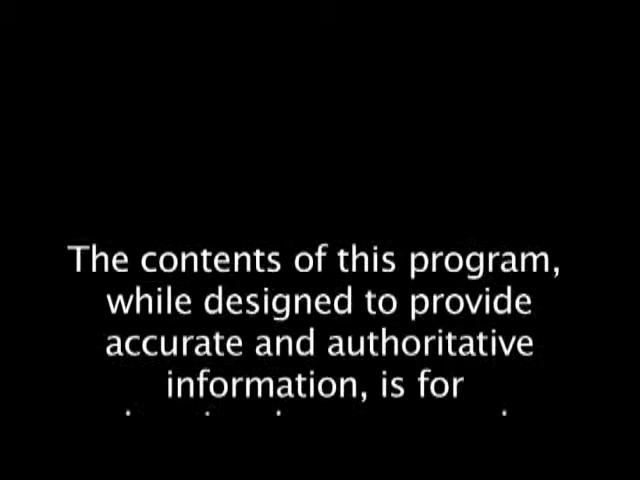 The contents of this program,
while designed to provide
accurate and authoritative
information, is for